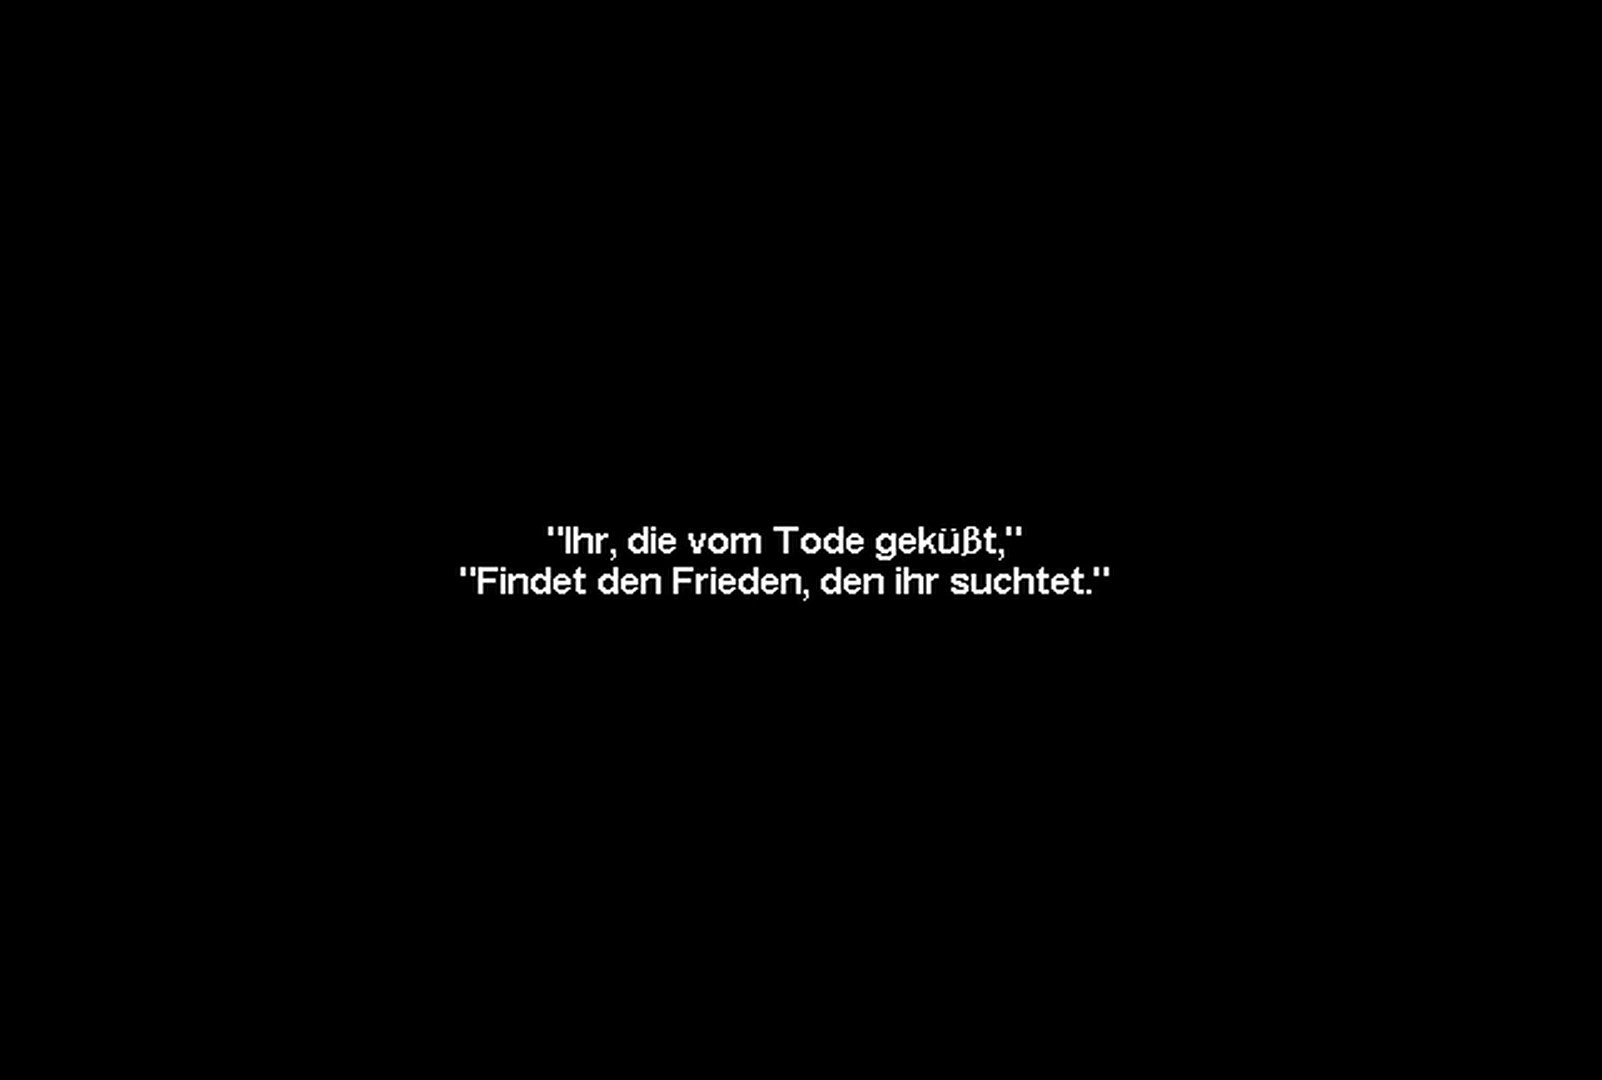 "Ihr, die vom Tode geküßt,"
"Findet den Frieden, den ihr suchtet."